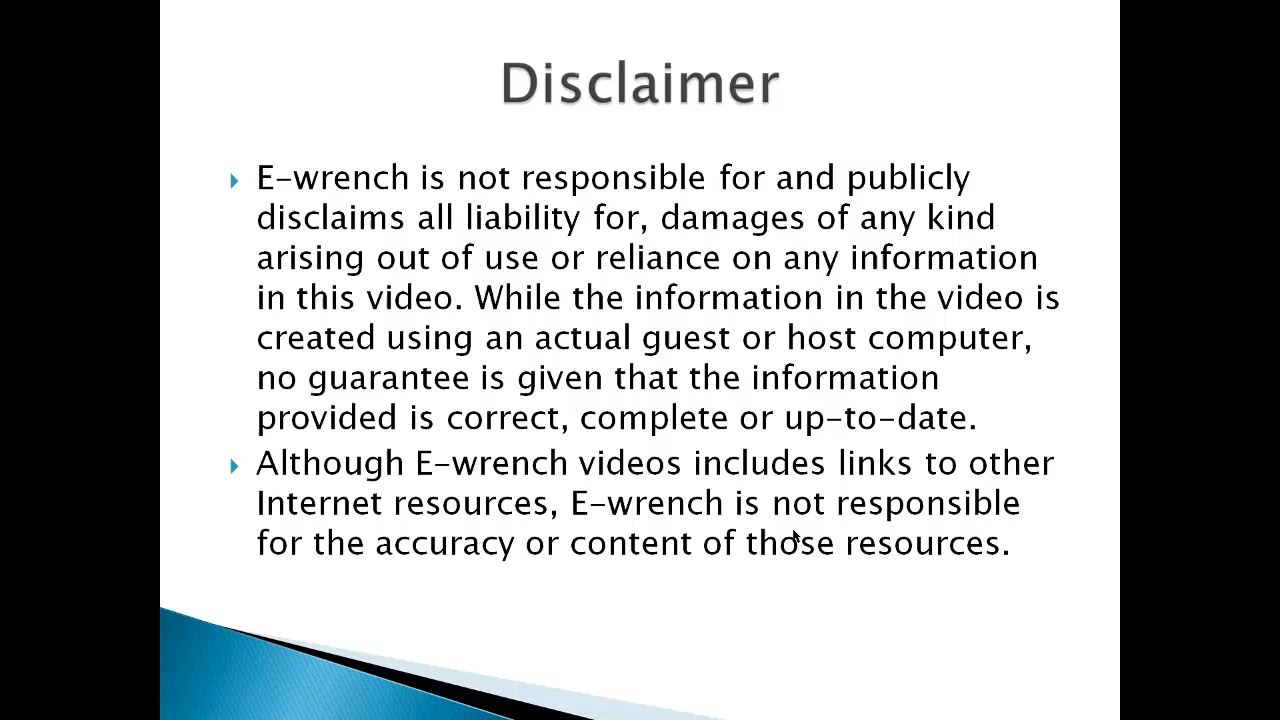 Disclaimer
E-wrench is not responsible for and publicly
disclaims all liability for, damages of any kind
arising out of use or reliance on any information
in this video. While the information in the video is
created using an actual guest or host computer,
no guarantee is given that the information
provided is correct, complete or up-to-date.
Although E-wrench videos includes links to other
Internet resources, E-wrench is not responsible
for the accuracy or content of those resources.